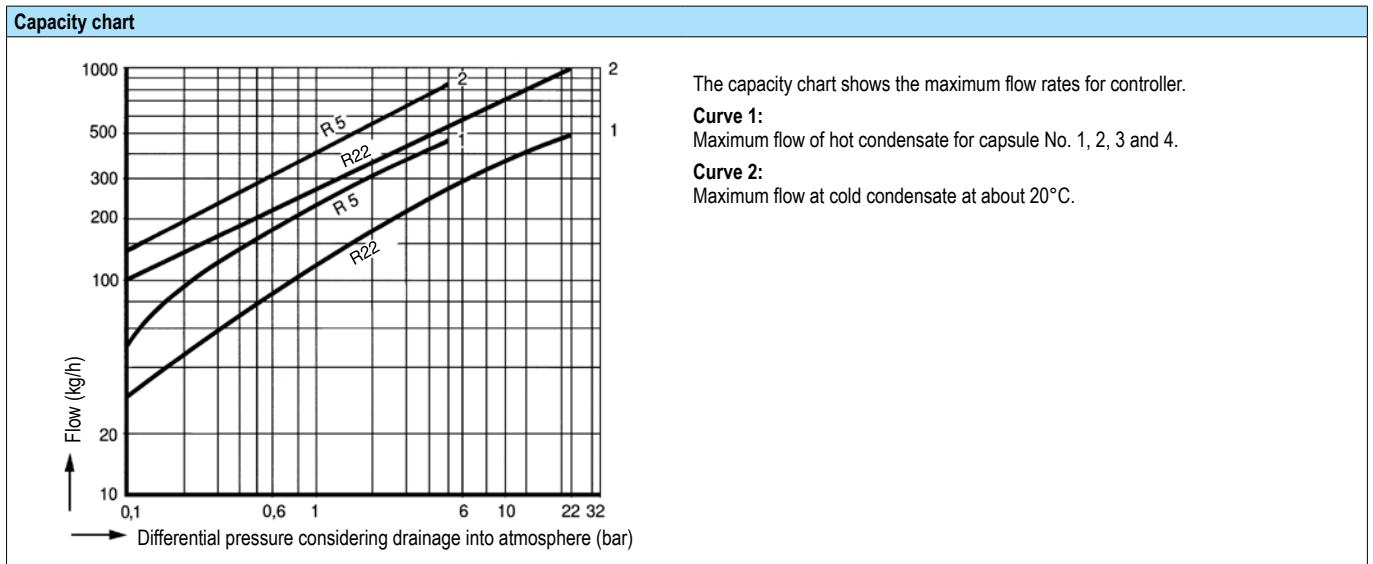 Capacity chart
1000
500
300
200
100
20
10
Flow (kg/h)
0,1
0,6
1
6
10
22
32
Differential pressure considering drainage into atmosphere (bar)
R 5
2
R22
2
R 5
1
R22
1
The capacity chart shows the maximum flow rates for controller.
Curve 1:
Maximum flow of hot condensate for capsule No. 1, 2, 3 and 4.
Curve 2:
Maximum flow at cold condensate at about 20°C.